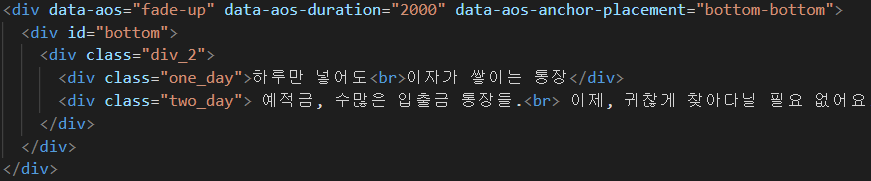 <div data-aos="fade-up" data-aos-duration="2000" data-aos-anchor-placement="bottom-bottom">
<div id="bottom">
<div class="div_2">
<div class="one_day">하루만 넣어도<br>이자가 쌓이는 통장</div>
<div class="two_day"> 예적금, 수많은 입출금 통장들.<br> 이제, 귀찮게 찾아다닐 필요 없어요
</div>
</div>
</div>